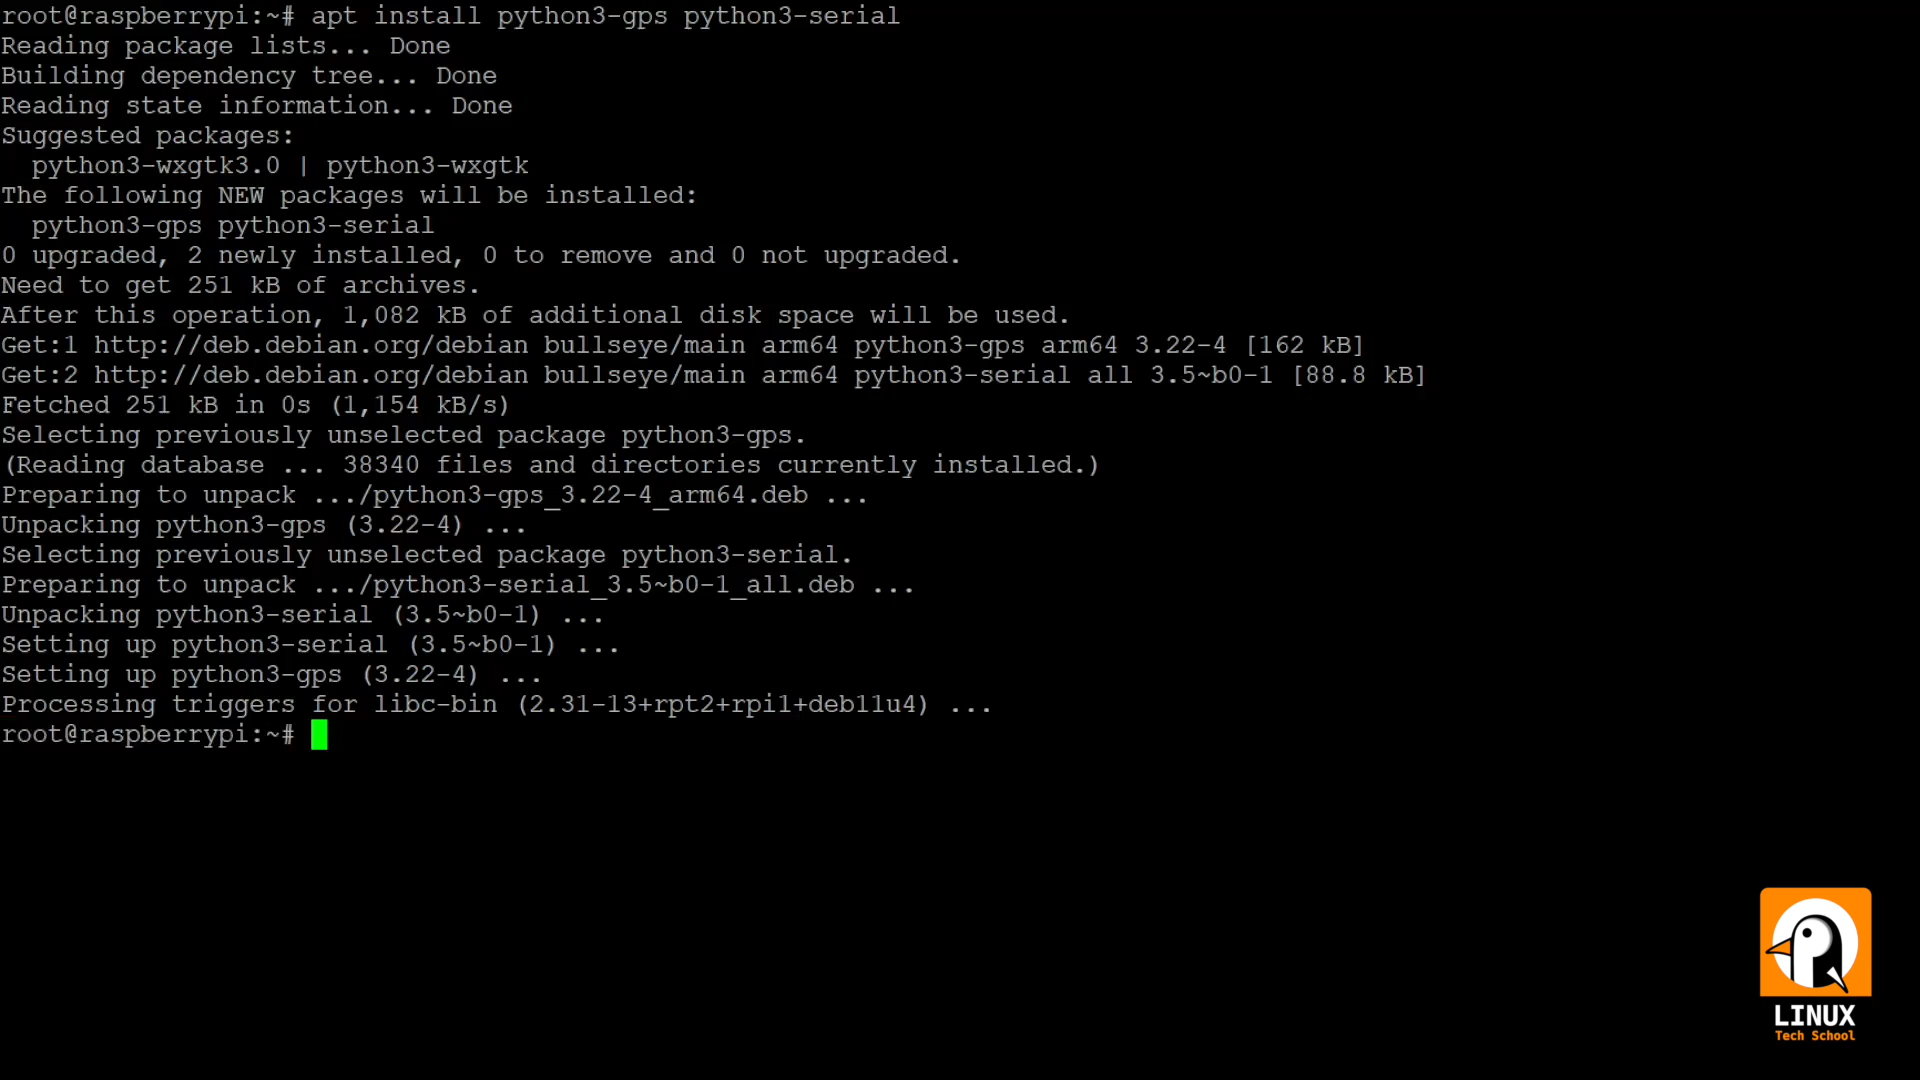 root@raspberrypi:~# apt install python3-gps python3-serial
Reading package lists... Done
Building dependency tree... Done
Reading state information... Done
Suggested packages:
  python3-wxgtk3.0 | python3-wxgtk
The following NEW packages will be installed:
  python3-gps python3-serial
0 upgraded, 2 newly installed, 0 to remove and 0 not upgraded.
Need to get 251 kB of archives.
After this operation, 1,082 kB of additional disk space will be used.
Get:1 http://deb.debian.org/debian bullseye/main arm64 python3-gps arm64 3.22-4 [162 kB]
Get:2 http://deb.debian.org/debian bullseye/main arm64 python3-serial all 3.5~b0-1 [88.8 kB]
Fetched 251 kB in 0s (1,154 kB/s)
Selecting previously unselected package python3-gps.
(Reading database ... 38340 files and directories currently installed.)
Preparing to unpack .../python3-gps_3.22-4_arm64.deb ...
Unpacking python3-gps (3.22-4) ...
Selecting previously unselected package python3-serial.
Preparing to unpack .../python3-serial_3.5~b0-1_all.deb ...
Unpacking python3-serial (3.5~b0-1) ...
Setting up python3-serial (3.5~b0-1) ...
Setting up python3-gps (3.22-4) ...
Processing triggers for libc-bin (2.31-13+rpt2+rpi1+deb11u4) ...
root@raspberrypi:~#
LINUX
Tech School